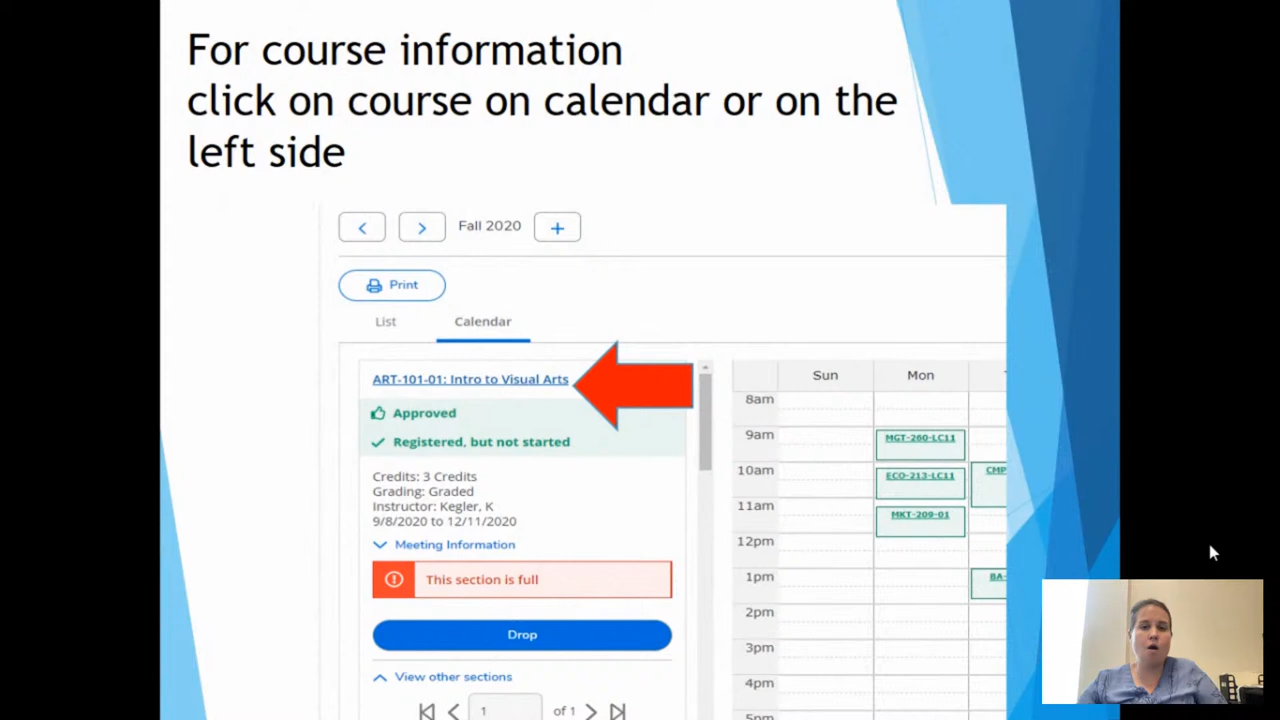 For course information
click on course on calendar or on the
left side
Fall 2020
Print
List Calendar
ART-101-01: Intro to Visual Arts
Approved
Registered, but not started
Credits: 3 Credits
Grading: Graded
Instructor: Kegler, K
9/8/2020 to 12/11/2020
Meeting Information
This section is full
Drop
View other sections
1 of 1
Sun Mon
8am
9am MGT-260-LC11
10am ECO-213-LC11 CMP
11am MKT-209-01
12pm
1pm BA-
2pm
3pm
4pm
5pm